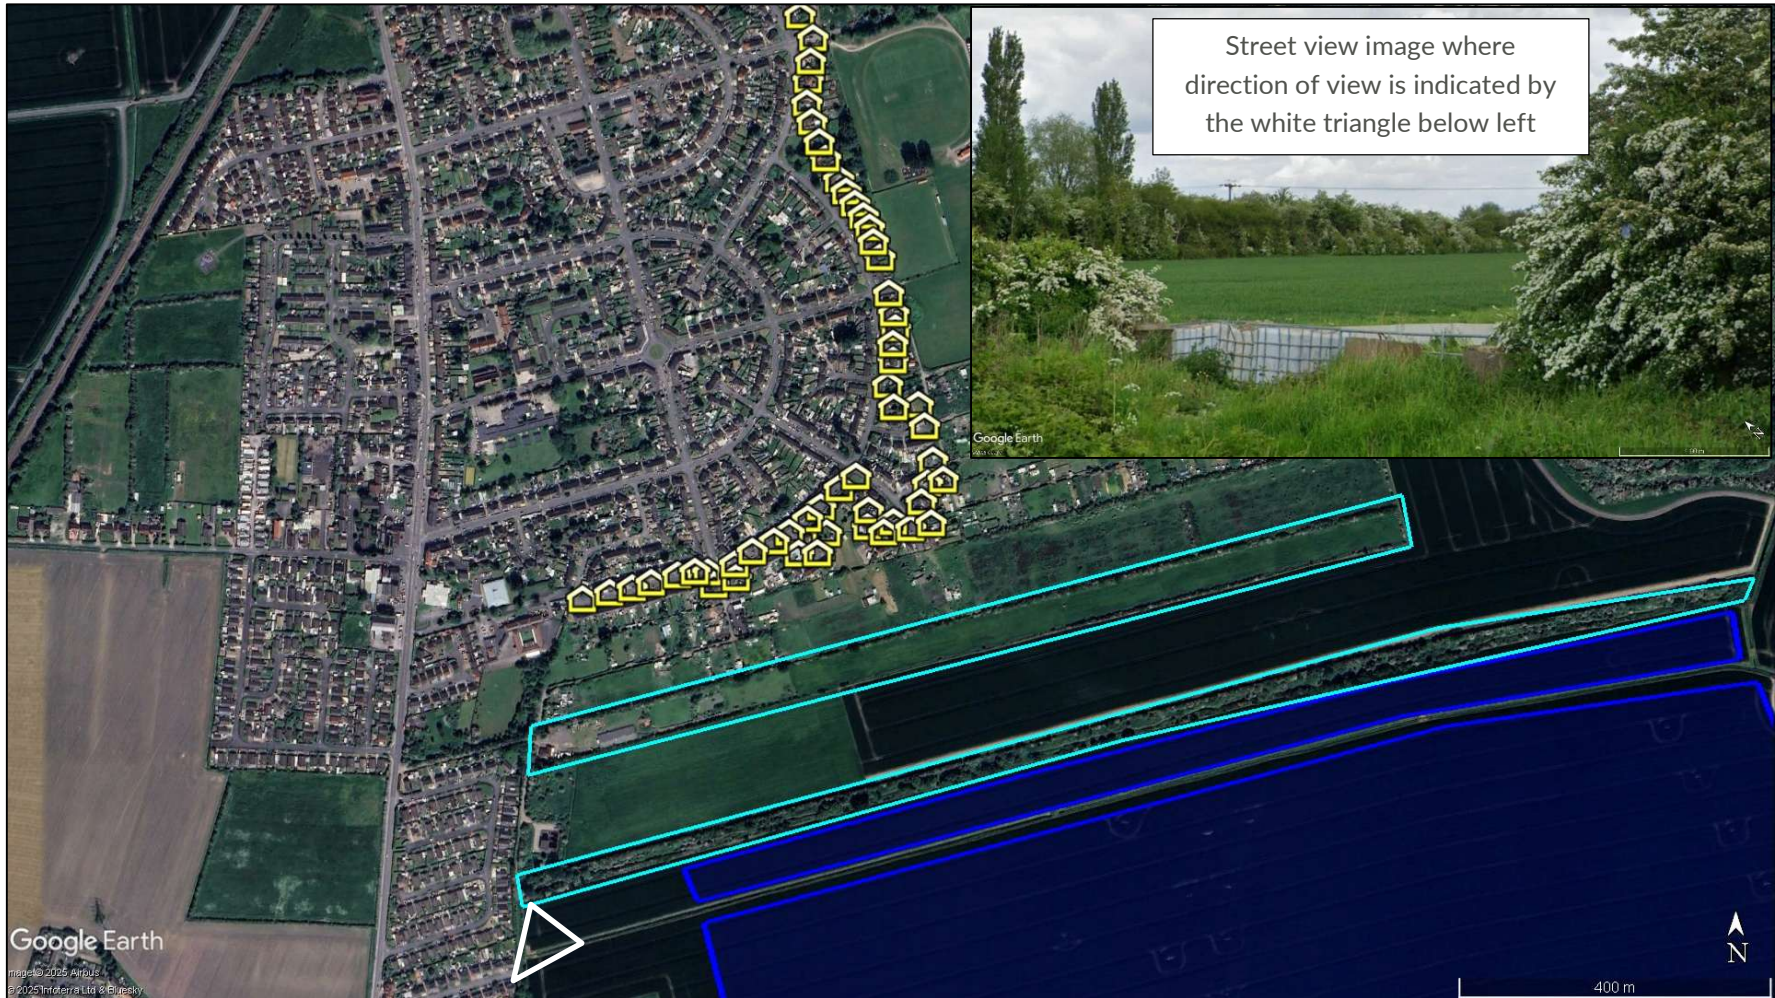 Street view image where
direction of view is indicated by
the white triangle below left
Google Earth
Google Earth
Image © 2025 Airbus
© 2025 Infoterra Ltd & Bluesky
N
400 m